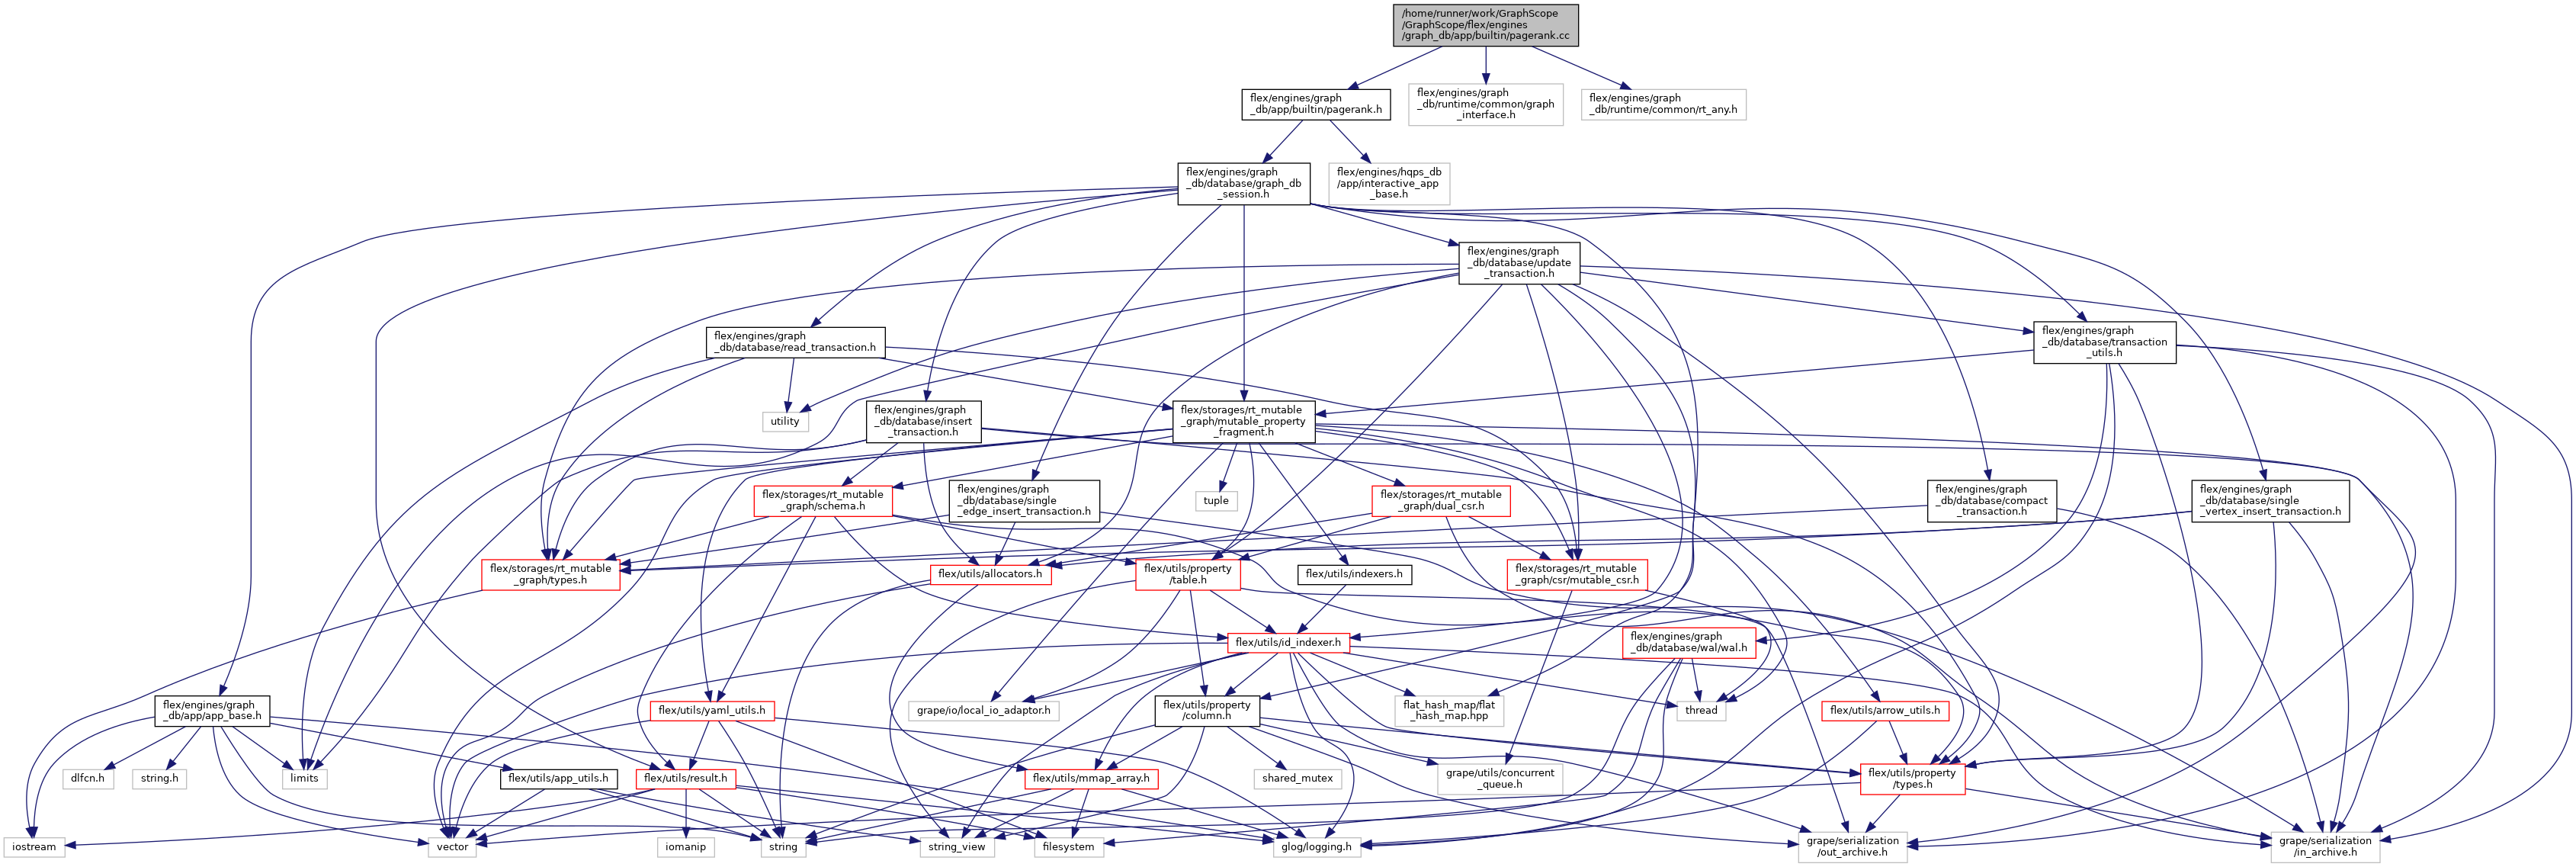 /home/runner/work/GraphScope
/GraphScope/flex/engines
/graph_db/app/builtin/pagerank.cc
flex/engines/graph
_db/app/builtin/pagerank.h
flex/engines/graph
_db/runtime/common/graph
_interface.h
flex/engines/graph
_db/runtime/common/rt_any.h
flex/engines/graph
_db/database/graph_db
_session.h
flex/engines/hqps_db
/app/interactive_app
_base.h
flex/engines/graph
_db/database/update
_transaction.h
flex/engines/graph
_db/database/read_transaction.h
flex/engines/graph
_db/database/transaction
_utils.h
utility
flex/engines/graph
_db/database/insert
_transaction.h
flex/storages/rt_mutable
_graph/mutable_property
_fragment.h
flex/storages/rt_mutable
_graph/schema.h
flex/engines/graph
_db/database/single
_edge_insert_transaction.h
tuple
flex/storages/rt_mutable
_graph/dual_csr.h
flex/engines/graph
_db/database/compact
_transaction.h
flex/engines/graph
_db/database/single
_vertex_insert_transaction.h
flex/storages/rt_mutable
_graph/types.h
flex/utils/allocators.h
flex/utils/property
/table.h
flex/utils/indexers.h
flex/storages/rt_mutable
_graph/csr/mutable_csr.h
flex/utils/id_indexer.h
flex/engines/graph
_db/database/wal/wal.h
flex/engines/graph
_db/app/app_base.h
flex/utils/yaml_utils.h
grape/io/local_io_adaptor.h
flex/utils/property
/column.h
flat_hash_map/flat
_hash_map.hpp
thread
flex/utils/arrow_utils.h
dlfcn.h
string.h
limits
flex/utils/app_utils.h
flex/utils/result.h
flex/utils/mmap_array.h
shared_mutex
grape/utils/concurrent
_queue.h
flex/utils/property
/types.h
iostream
vector
iomanip
string
string_view
filesystem
glog/logging.h
grape/serialization
/out_archive.h
grape/serialization
/in_archive.h